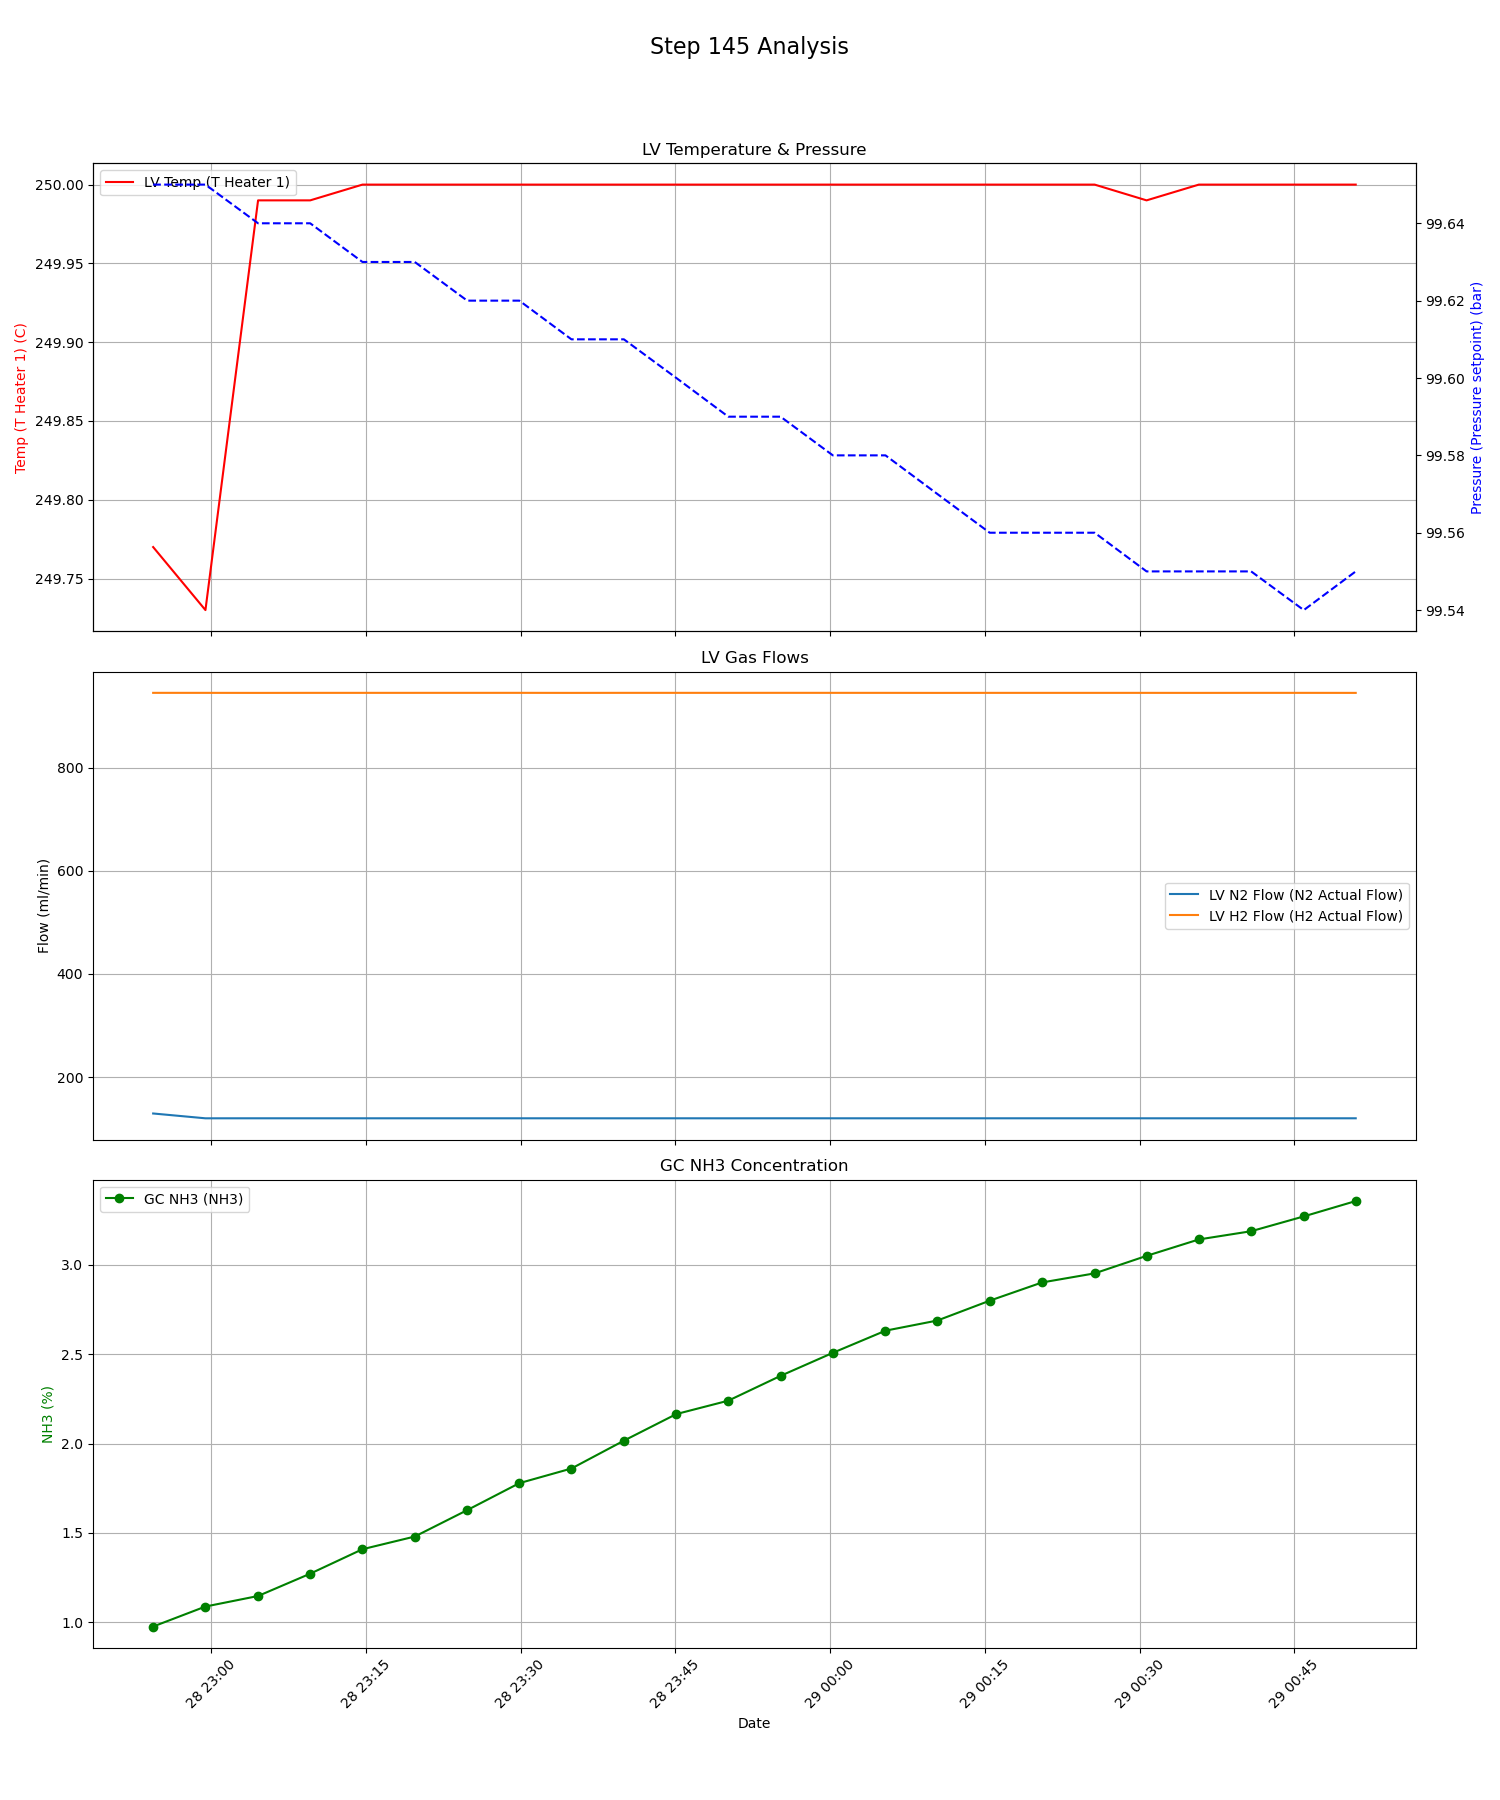 Step 145 Analysis
LV Temperature & Pressure
LV Temp (T Heater 1)
250.00
249.95
249.90
249.85
249.80
249.75
Temp (T Heater 1) (C)
99.64
99.62
99.60
99.58
99.56
99.54
Pressure (Pressure setpoint) (bar)
LV Gas Flows
800
600
400
200
Flow (ml/min)
LV N2 Flow (N2 Actual Flow)
LV H2 Flow (H2 Actual Flow)
GC NH3 Concentration
GC NH3 (NH3)
3.0
2.5
2.0
1.5
1.0
NH3 (%)
28 23:00
28 23:15
28 23:30
28 23:45
29 00:00
29 00:15
29 00:30
29 00:45
Date